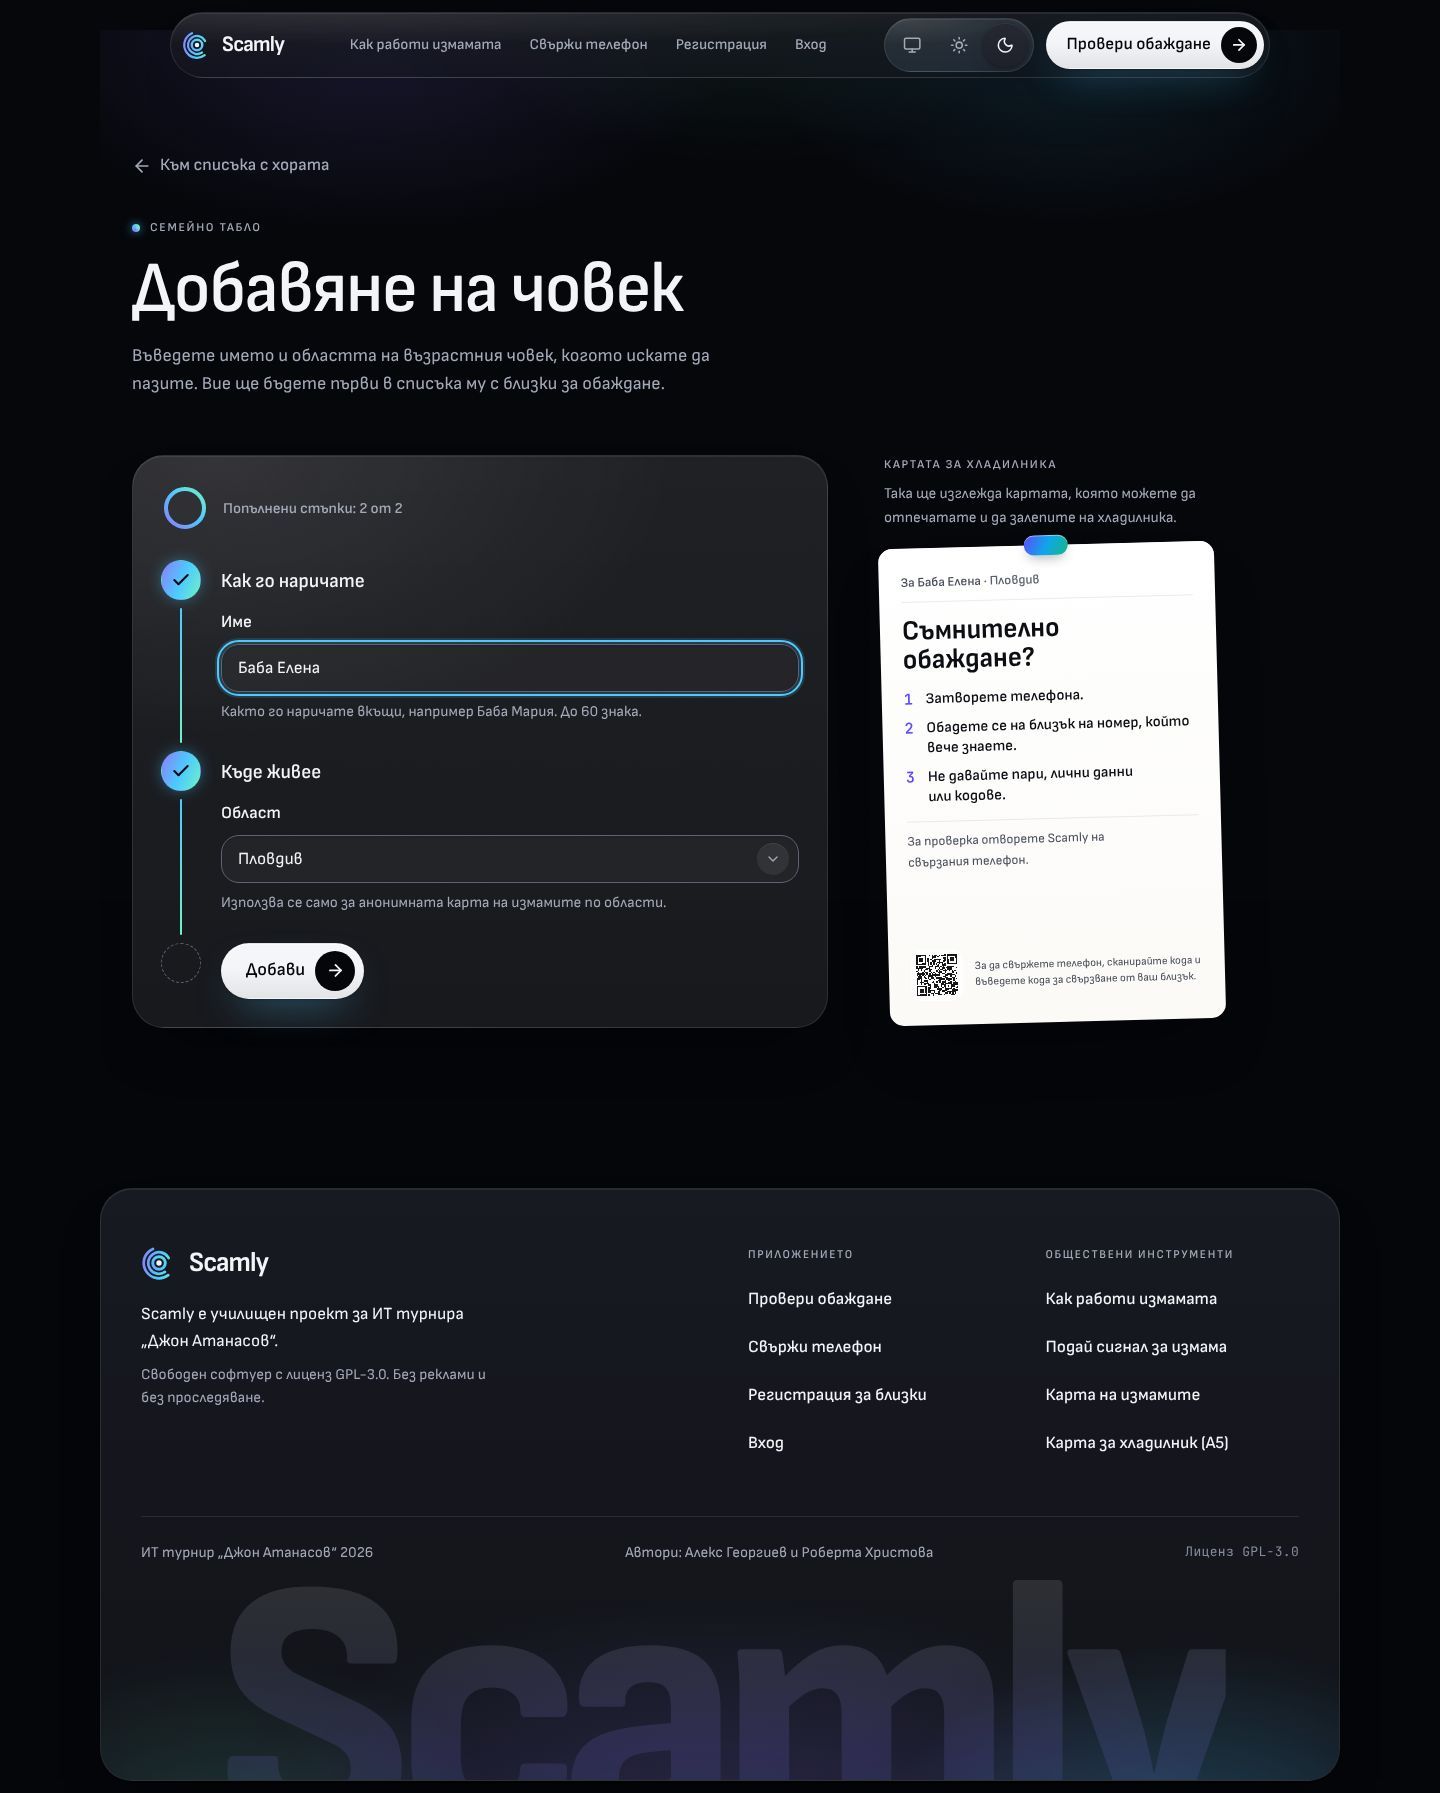 Scamly
Как работи измамата
Свържи телефон
Регистрация
Вход
Провери обаждане
Към списъка с хората
СЕМЕЙНО ТАБЛО
Добавяне на човек
Въведете името и областта на възрастния човек, когото искате да
пазите. Вие ще бъдете първи в списъка му с близки за обаждане.
Попълнени стъпки: 2 от 2
Как го наричате
Име
Баба Елена
Както го наричате вкъщи, например Баба Мария. До 60 знака.
Къде живее
Област
Пловдив
Използва се само за анонимната карта на измамите по области.
Добави
КАРТАТА ЗА ХЛАДИЛНИКА
Така ще изглежда картата, която можете да
отпечатате и да залепите на хладилника.
За Баба Елена · Пловдив
Съмнително
обаждане?
1 Затворете телефона.
2 Обадете се на близък на номер, който
вече знаете.
3 Не давайте пари, лични данни
или кодове.
За проверка отворете Scamly на
свързания телефон.
За да свържете телефон, сканирайте кода и
въведете кода за свързване от ваш близък.
Scamly
Scamly е училищен проект за ИТ турнира
„Джон Атанасов“.
Свободен софтуер с лиценз GPL-3.0. Без реклами и
без проследяване.
ПРИЛОЖЕНИЕТО
Провери обаждане
Свържи телефон
Регистрация за близки
Вход
ОБЩЕСТВЕНИ ИНСТРУМЕНТИ
Как работи измамата
Подай сигнал за измама
Карта на измамите
Карта за хладилник (A5)
ИТ турнир „Джон Атанасов“ 2026
Автори: Алекс Георгиев и Роберта Христова
Лиценз GPL-3.0
Scamly